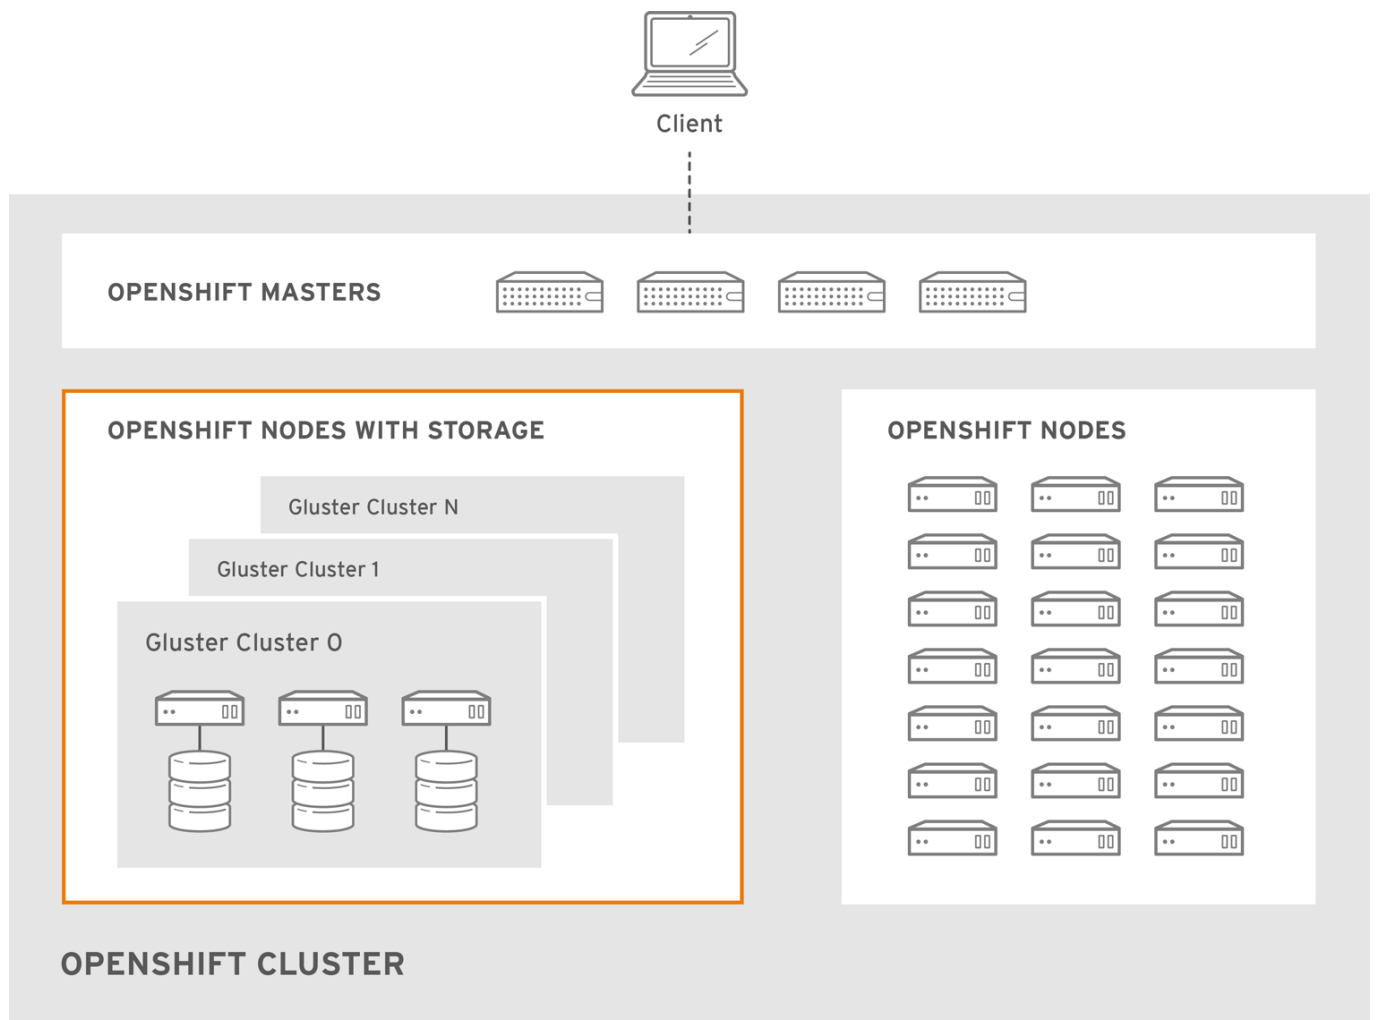 Client
OPENSHIFT MASTERS
OPENSHIFT NODES WITH STORAGE
Gluster Cluster N
Gluster Cluster 1
Gluster Cluster 0
OPENSHIFT NODES
OPENSHIFT CLUSTER